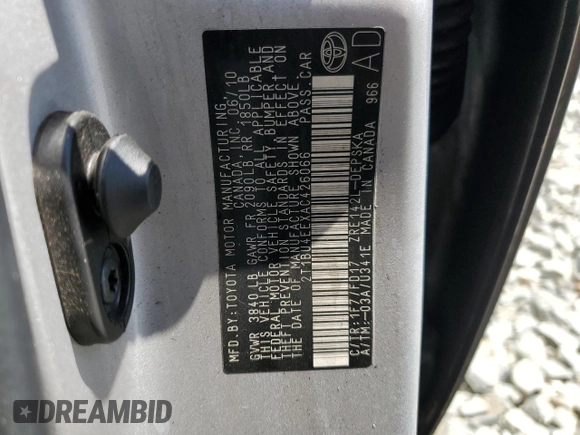 MFD.BY:TOYOTA MOTOR MANUFACTURING,
CANADA, INC. 06/10
GVWR 3840LB GAWR FR 2090LB RR 1850LB
THIS VEHICLE CONFORMS TO ALL APPLICABLE
FEDERAL MOTOR VEHICLE SAFETY, BUMPER AND
THEFT PREVENTION STANDARDS IN EFFECT ON
THE DATE OF MANUFACTURE SHOWN ABOVE.
2T1BU4EEXAC426066 PASS.CAR
C/TR:1F7/FD14 ZRE142L-DEPSKA
A/TM:-03A/U341E MADE IN CANADA 966
AD
DREAMBID